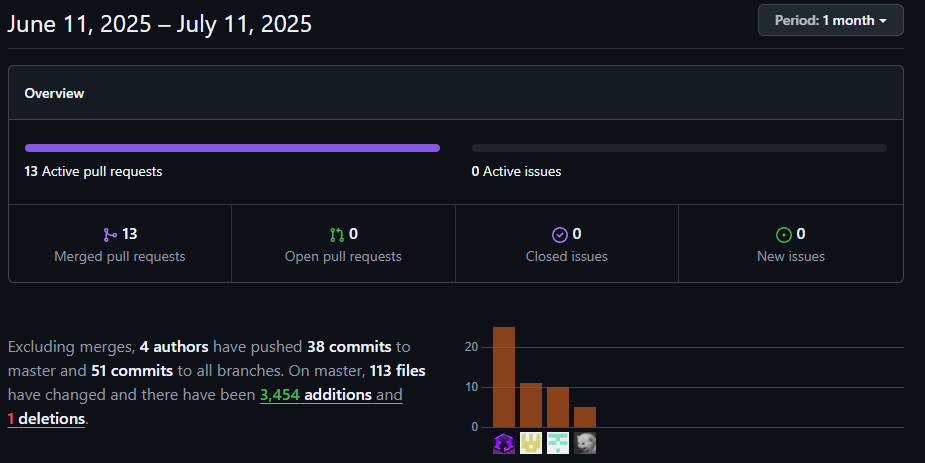 June 11, 2025 – July 11, 2025
Period: 1 month
Overview
13 Active pull requests
0 Active issues
13
Merged pull requests
0
Open pull requests
0
Closed issues
0
New issues
Excluding merges, 4 authors have pushed 38 commits to
master and 51 commits to all branches. On master, 113 files
have changed and there have been 3,454 additions and
1 deletions.
20
10
0